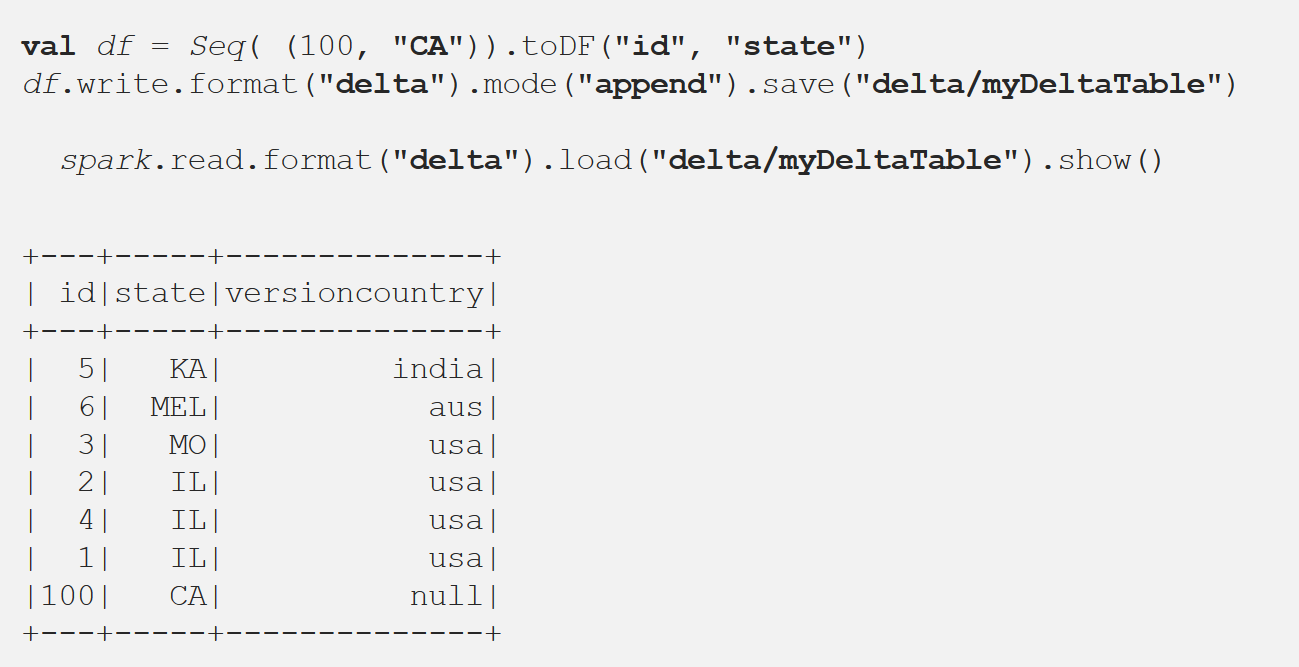 val df = Seq( (100, "CA")).toDF("id", "state")
df.write.format("delta").mode("append").save("delta/myDeltaTable")
  spark.read.format("delta").load("delta/myDeltaTable").show()
+---+-----+--------------+
| id|state|versioncountry|
+---+-----+--------------+
|  5|   KA|         india|
|  6|  MEL|           aus|
|  3|   MO|           usa|
|  2|   IL|           usa|
|  4|   IL|           usa|
|  1|   IL|           usa|
|100|   CA|          null|
+---+-----+--------------+